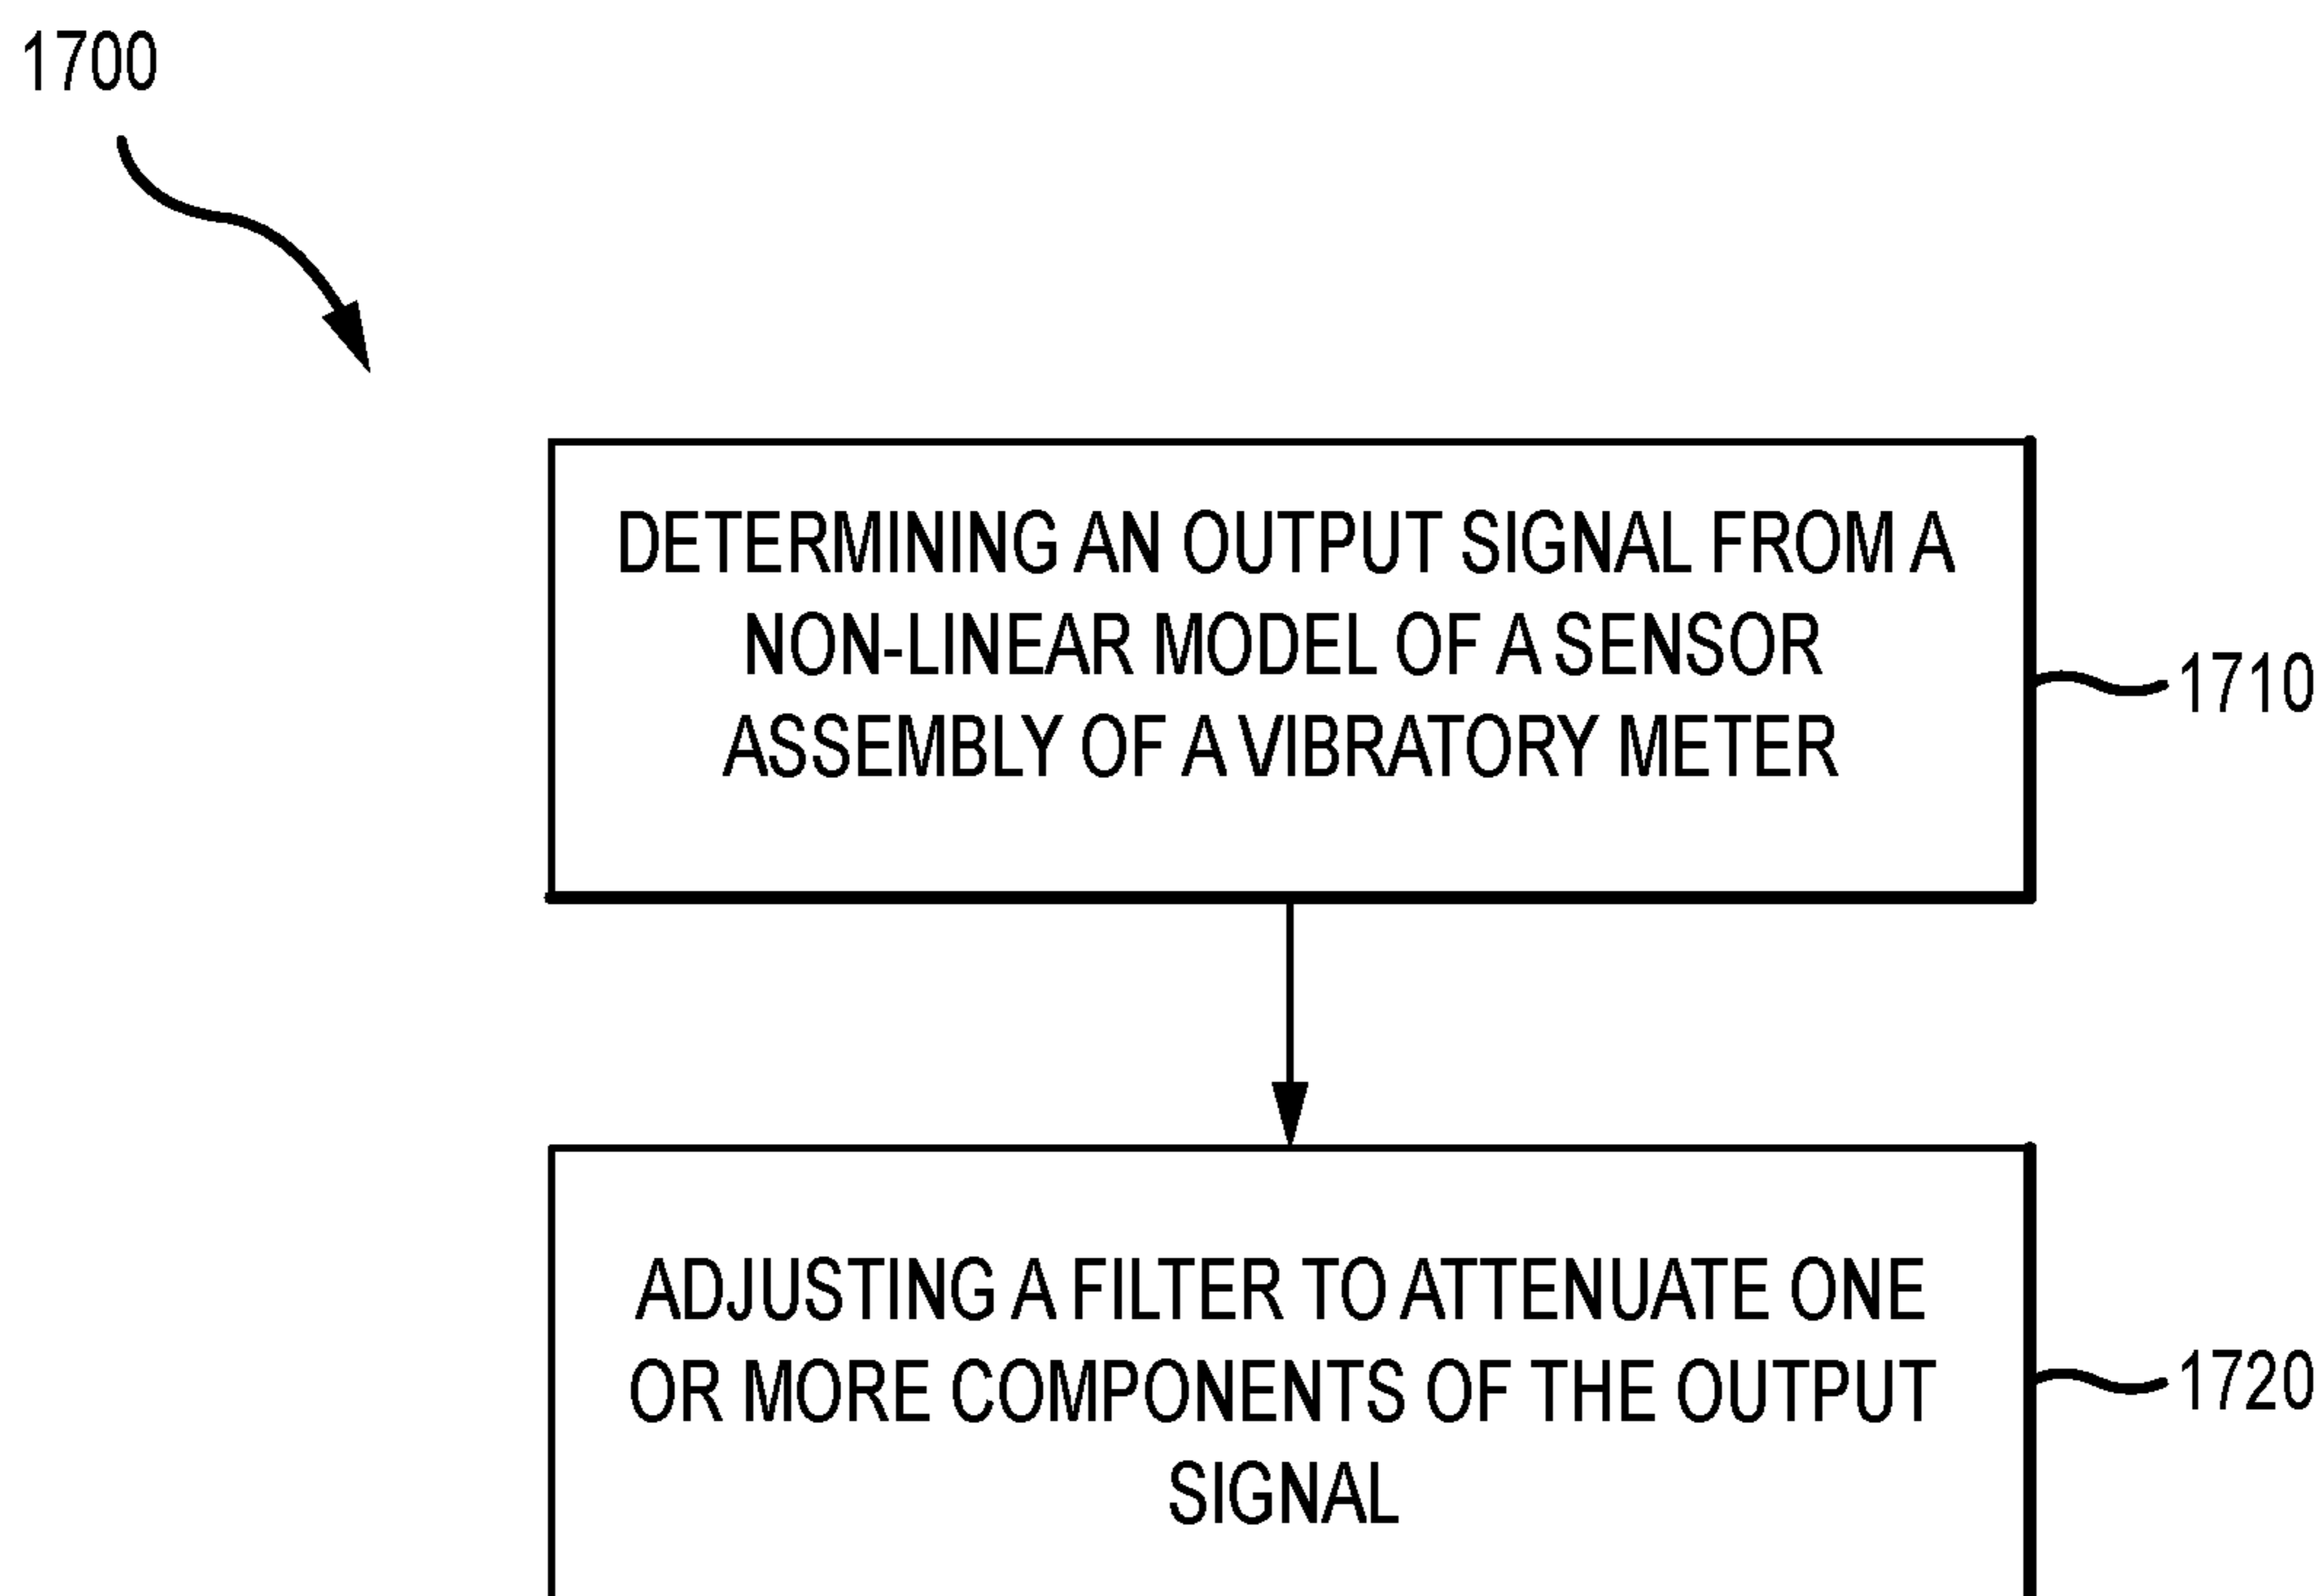 1700
DETERMINING AN OUTPUT SIGNAL FROM A
NON-LINEAR MODEL OF A SENSOR
ASSEMBLY OF A VIBRATORY METER
1710
ADJUSTING A FILTER TO ATTENUATE ONE
OR MORE COMPONENTS OF THE OUTPUT
SIGNAL
1720